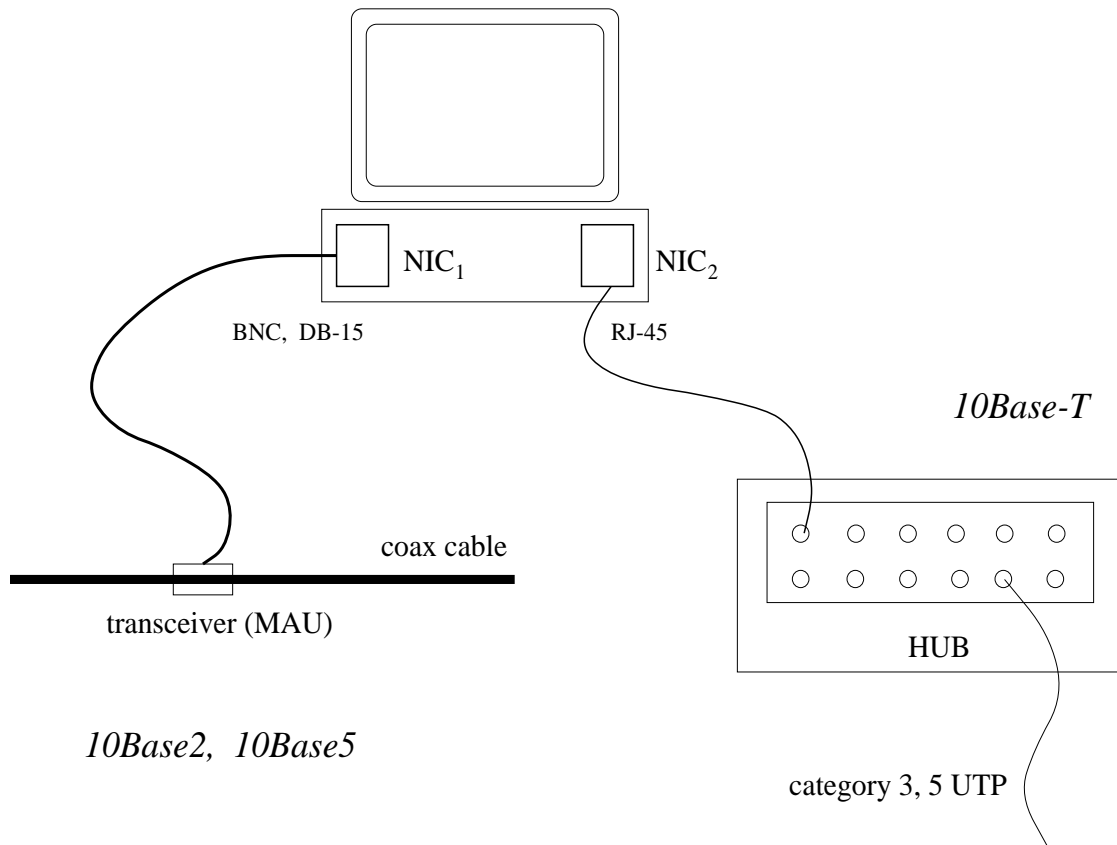 NIC₁
NIC₂
BNC, DB-15
RJ-45
10Base-T
coax cable
transceiver (MAU)
HUB
10Base2, 10Base5
category 3, 5 UTP